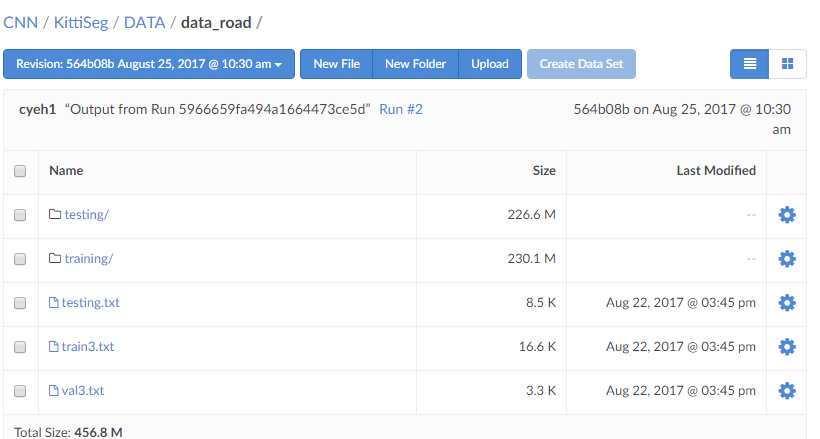 CNN / KittiSeg / DATA / data_road /
Revision: 564b08b August 25, 2017 @ 10:30 am New File New Folder Upload Create Data Set
cyeh1 “Output from Run 5966659fa494a1664473ce5d” Run #2 564b08b on Aug 25, 2017 @ 10:30
am
Name Size Last Modified
testing/ 226.6 M --
training/ 230.1 M --
testing.txt 8.5 K Aug 22, 2017 @ 03:45 pm
train3.txt 16.6 K Aug 22, 2017 @ 03:45 pm
val3.txt 3.3 K Aug 22, 2017 @ 03:45 pm
Total Size: 456.8 M